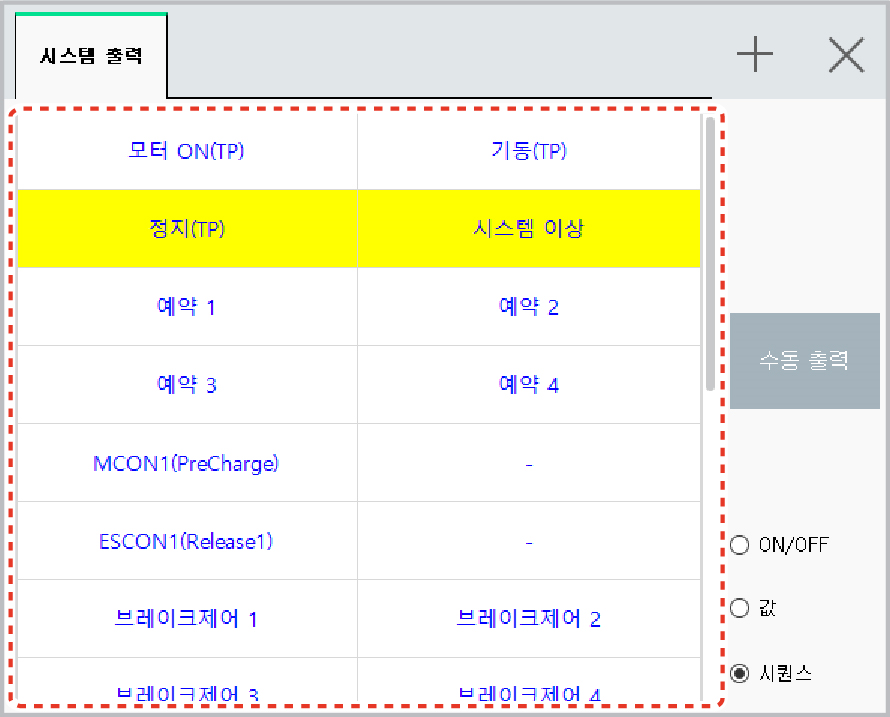 시스템 출력
모터 ON(TP) 기동(TP)
정지(TP) 시스템 이상
예약 1 예약 2
예약 3 예약 4
수동 출력
MCON1(PreCharge) -
ESCON1(Release1) -
ON/OFF
브레이크제어 1 브레이크제어 2
값
시퀀스
브레이크제어 3 브레이크제어 4